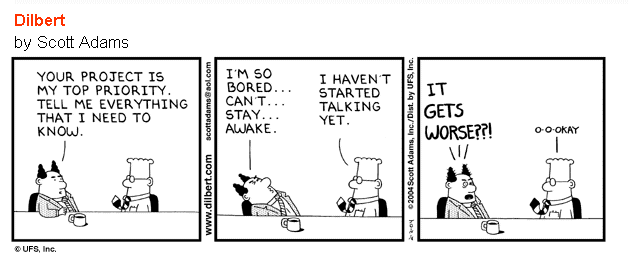 Dilbert
by Scott Adams
YOUR PROJECT IS
MY TOP PRIORITY.
TELL ME EVERYTHING
THAT I NEED TO
KNOW.
www.dilbert.com scottadams@aol.com
I'M SO
BORED...
CAN'T...
STAY...
AWAKE.
I HAVEN'T
STARTED
TALKING
YET.
© 2004 Scott Adams, Inc./Dist. by UFS, Inc.
IT
GETS
WORSE??!
O-O-OKAY
© UFS, Inc.